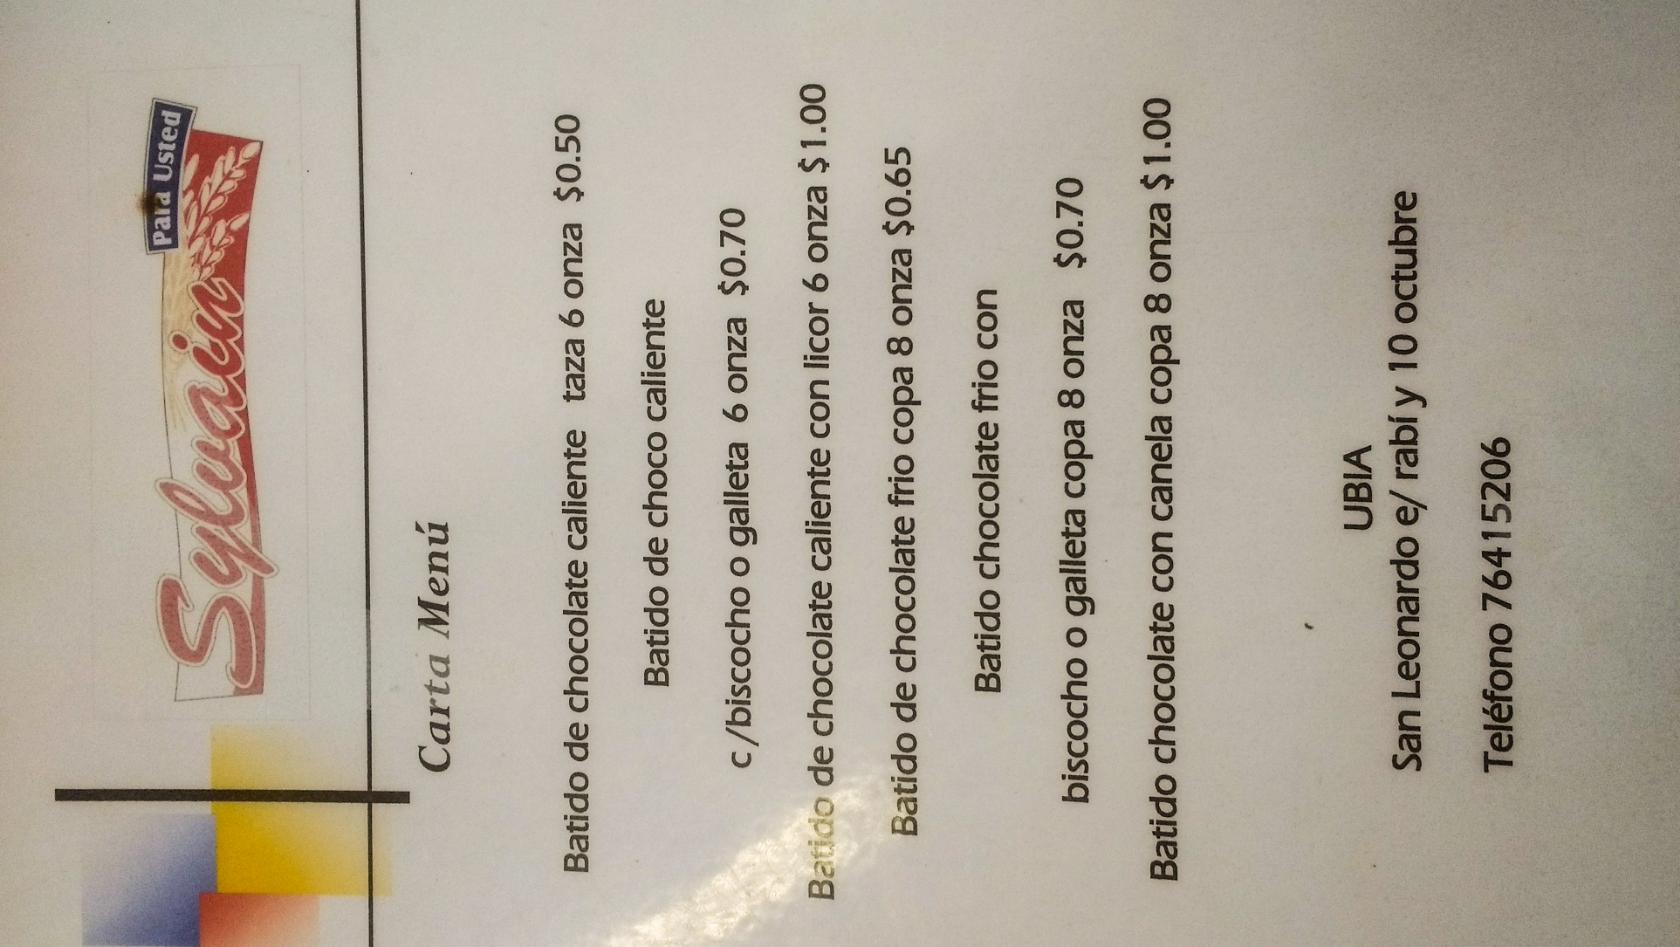 Para Usted
Sylvain
Carta Menú
Batido de chocolate caliente taza 6 onza $0.50
Batido de choco caliente
c/biscocho o galleta 6 onza $0.70
Batido de chocolate caliente con licor 6 onza $1.00
Batido de chocolate frio copa 8 onza $0.65
Batido chocolate frio con
biscocho o galleta copa 8 onza $0.70
Batido chocolate con canela copa 8 onza $1.00
UBIA
San Leonardo e/ rabí y 10 octubre
Teléfono 76415206